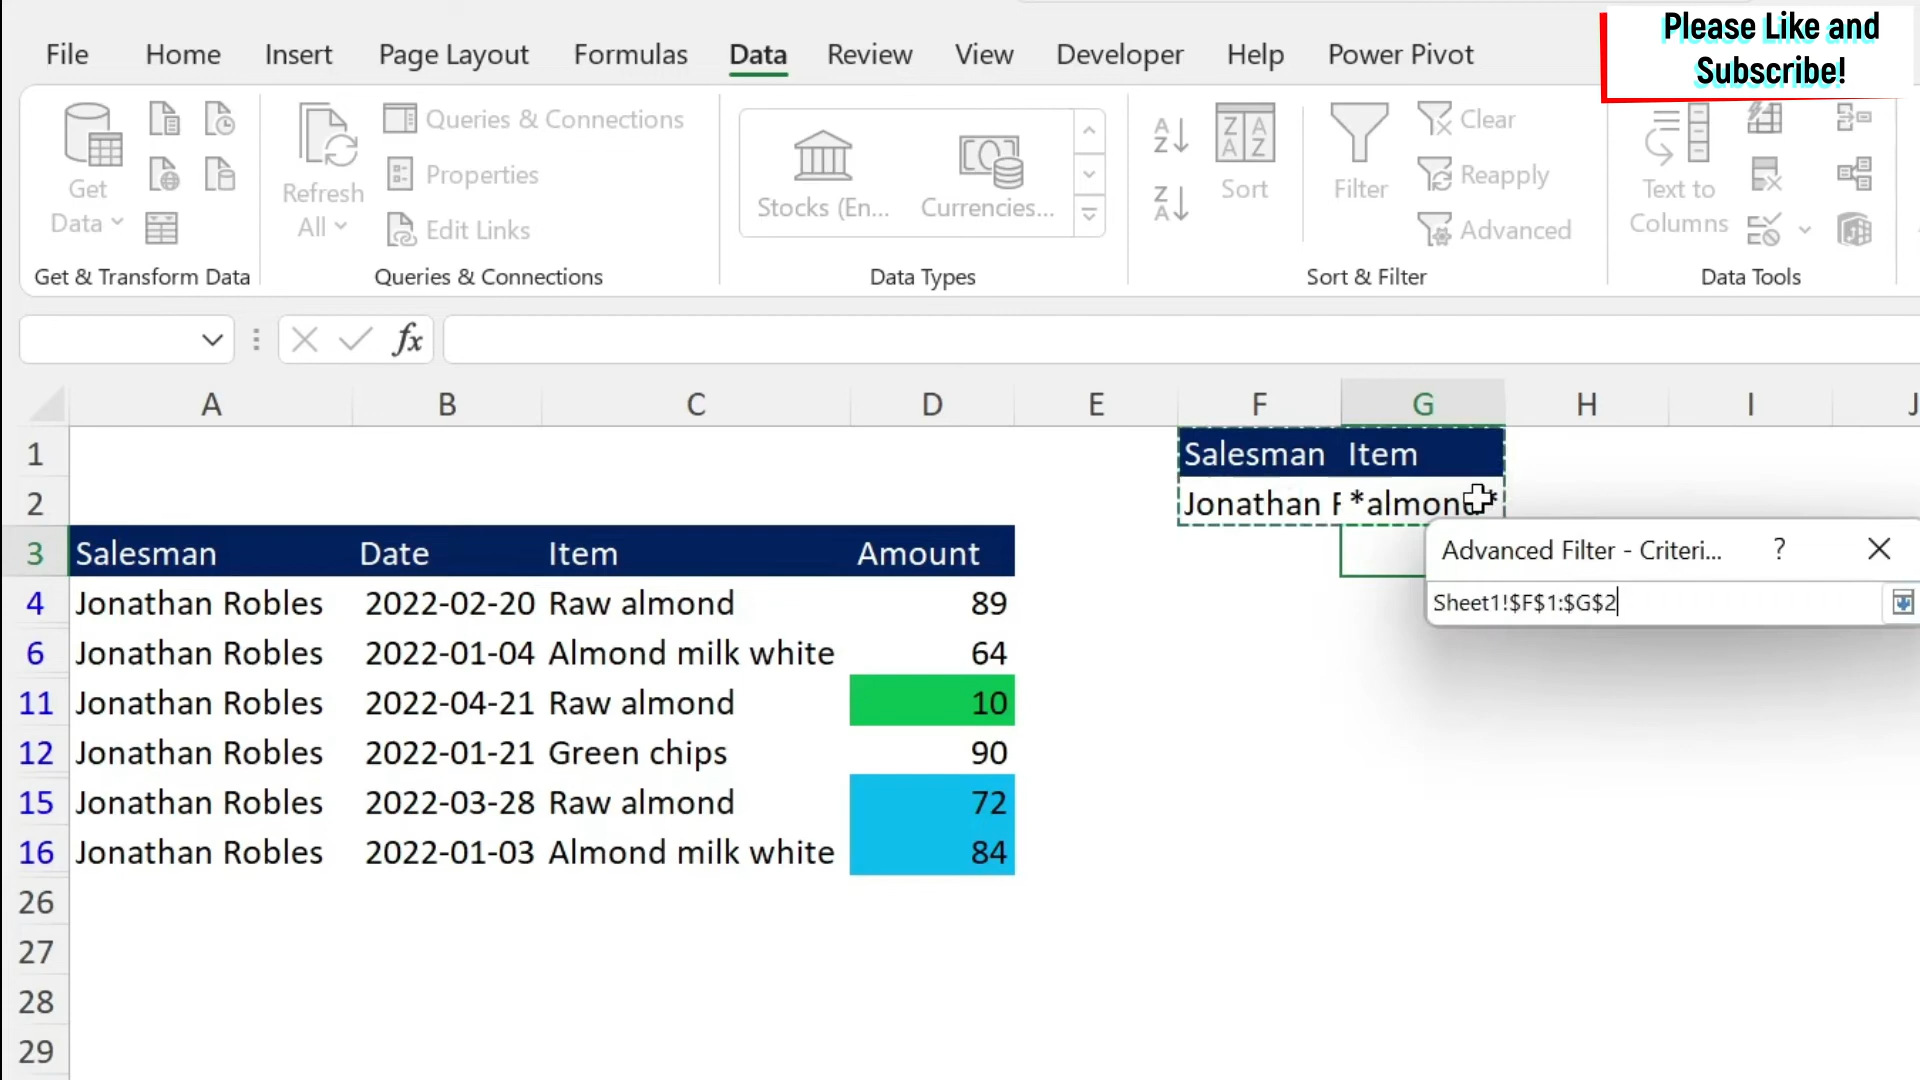 Please Like and
Subscribe!
File Home Insert Page Layout Formulas Data Review View Developer Help Power Pivot
Get
Data
Refresh
All
Queries & Connections
Properties
Edit Links
Stocks (En...
Currencies...
Sort
Filter
Clear
Reapply
Advanced
Text to
Columns
Get & Transform Data
Queries & Connections
Data Types
Sort & Filter
Data Tools
fx
A B C D E F G H I J
1 Salesman Item
2 Jonathan
3 Salesman Date Item Amount
Advanced Filter - Criteri... ?
Sheet1!$F$1:$G$2
4 Jonathan Robles 2022-02-20 Raw almond 89
6 Jonathan Robles 2022-01-04 Almond milk white 64
11 Jonathan Robles 2022-04-21 Raw almond 10
12 Jonathan Robles 2022-01-21 Green chips 90
15 Jonathan Robles 2022-03-28 Raw almond 72
16 Jonathan Robles 2022-01-03 Almond milk white 84
26
27
28
29